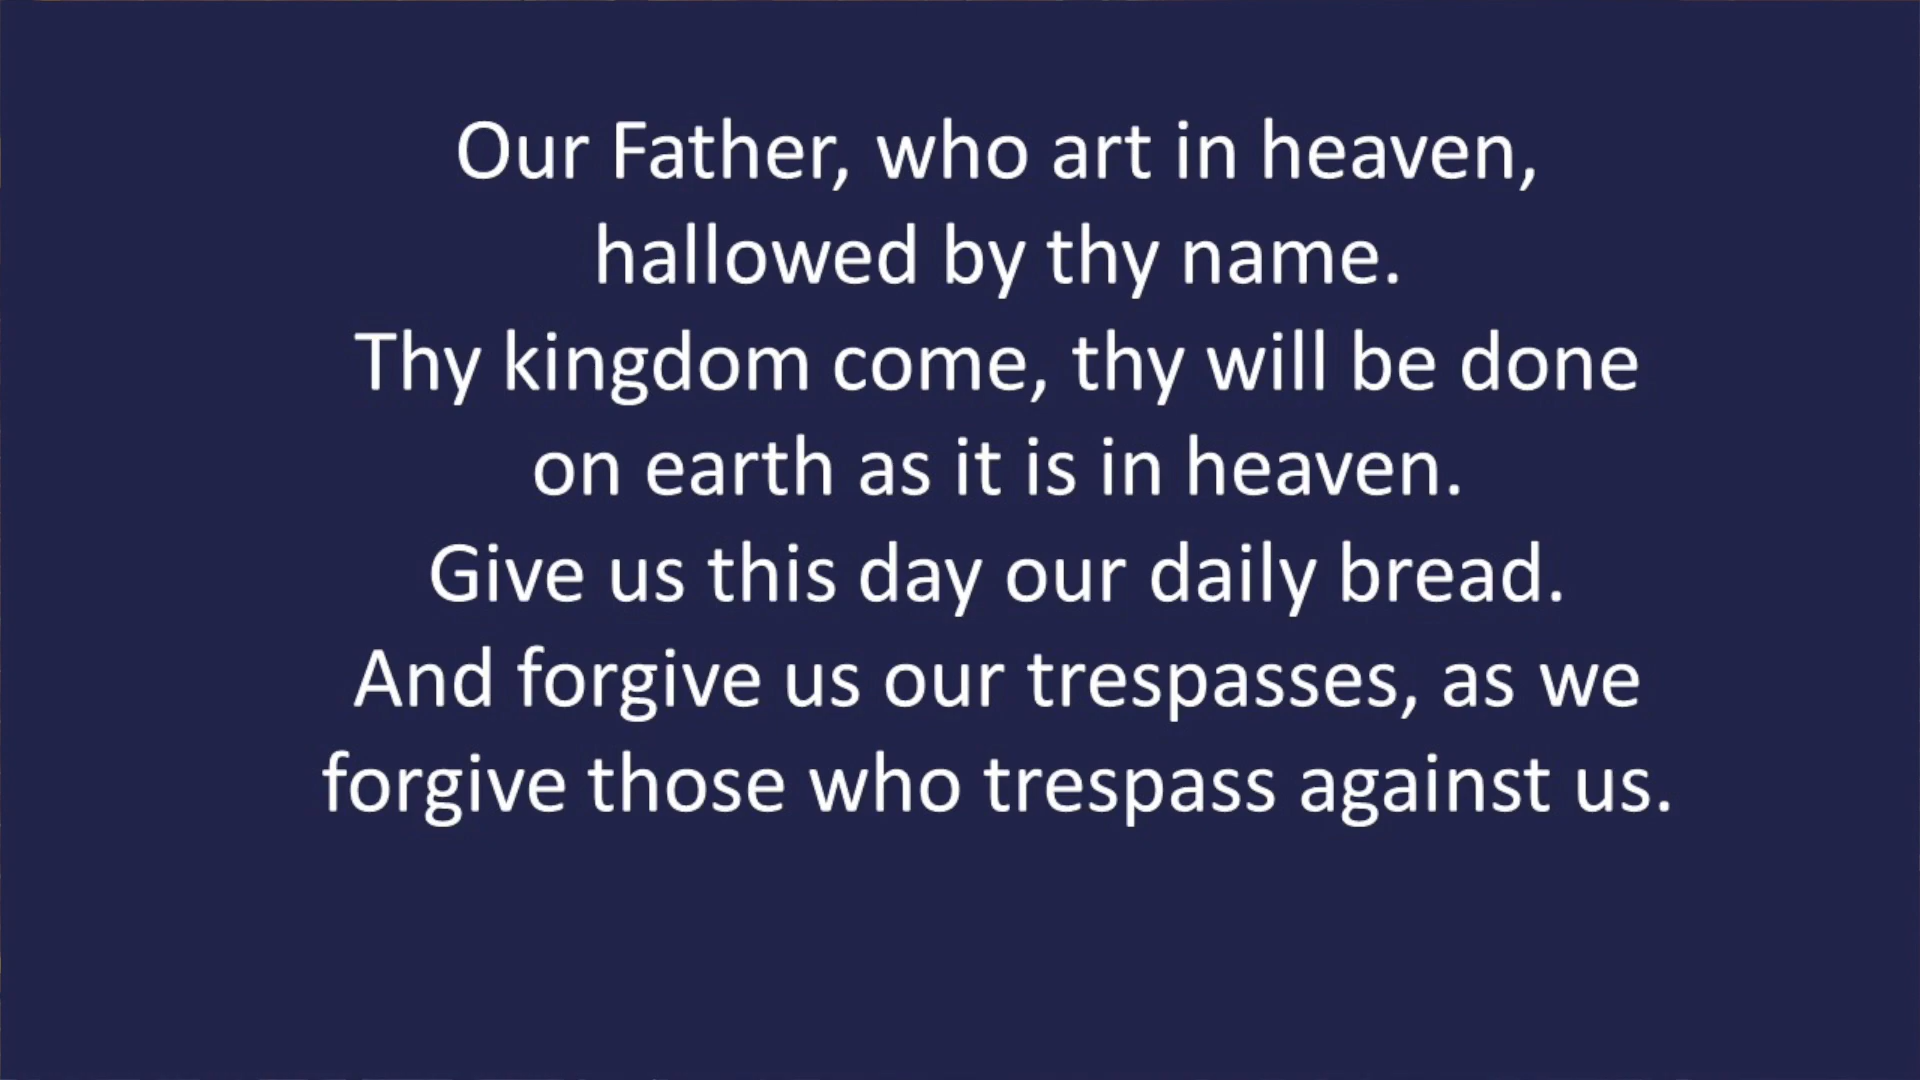 Our Father, who art in heaven,
hallowed by thy name.
Thy kingdom come, thy will be done
on earth as it is in heaven.
Give us this day our daily bread.
And forgive us our trespasses, as we
forgive those who trespass against us.